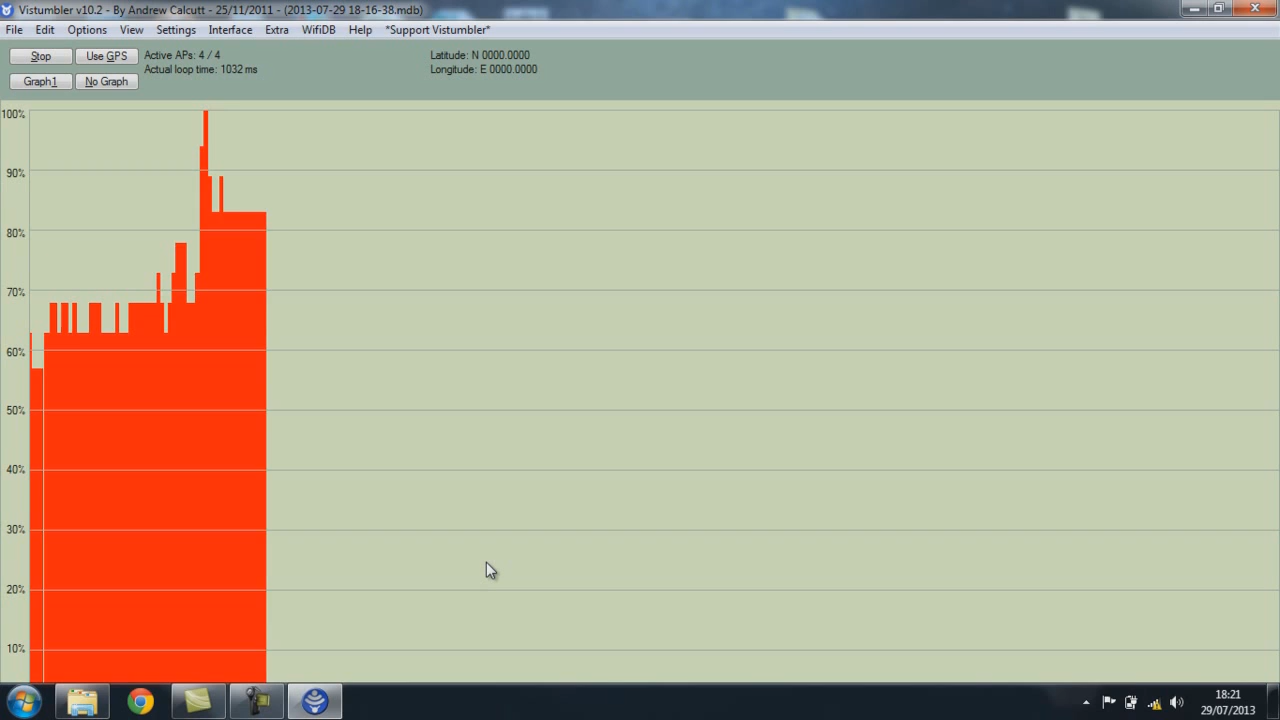 Vistumbler v10.2 - By Andrew Calcutt - 25/11/2011 - (2013-07-29 18-16-38.mdb)
File Edit Options View Settings Interface Extra WifiDB Help *Support Vistumbler*
Stop Use GPS Active APs: 4 / 4 Latitude: N 0000.0000
Actual loop time: 1032 ms Longitude: E 0000.0000
Graph1 No Graph
100%
90%
80%
70%
60%
50%
40%
30%
20%
10%
18:21
29/07/2013